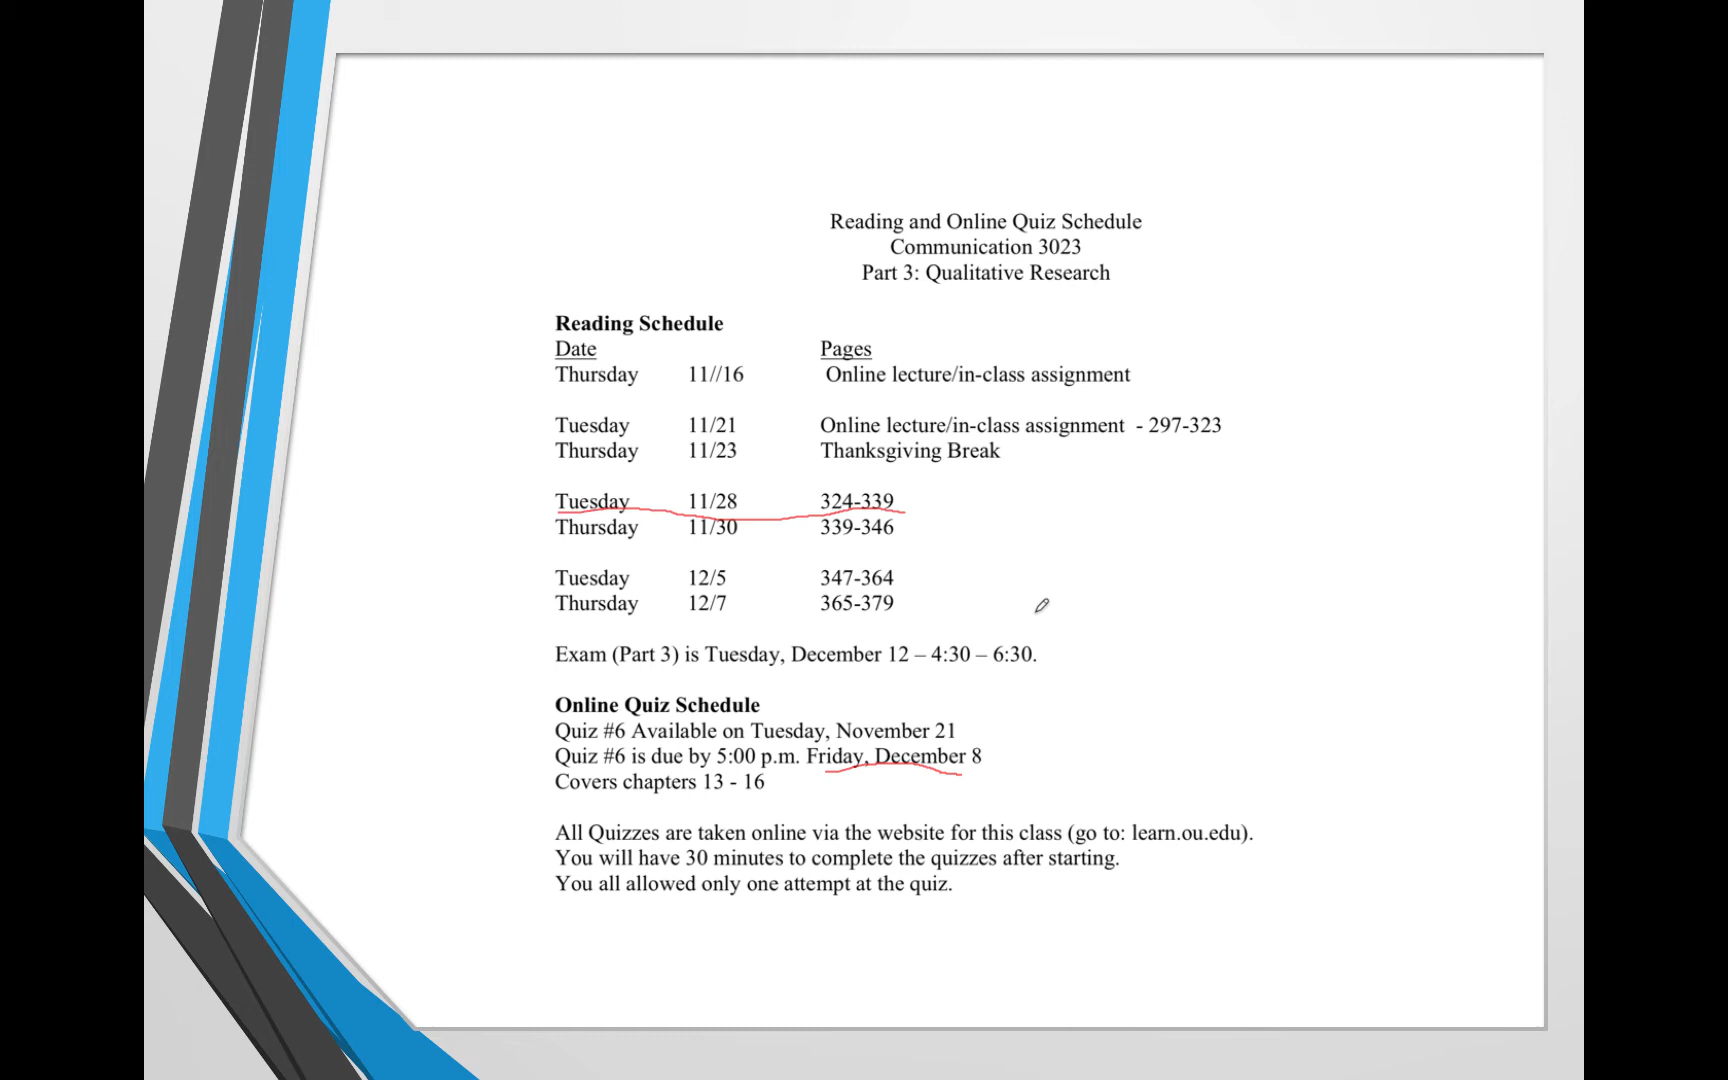 Reading and Online Quiz Schedule
Communication 3023
Part 3: Qualitative Research
Reading Schedule
Date Pages
Thursday 11//16 Online lecture/in-class assignment
Tuesday 11/21 Online lecture/in-class assignment - 297-323
Thursday 11/23 Thanksgiving Break
Tuesday 11/28 324-339
Thursday 11/30 339-346
Tuesday 12/5 347-364
Thursday 12/7 365-379
Exam (Part 3) is Tuesday, December 12 – 4:30 – 6:30.
Online Quiz Schedule
Quiz #6 Available on Tuesday, November 21
Quiz #6 is due by 5:00 p.m. Friday, December 8
Covers chapters 13 - 16
All Quizzes are taken online via the website for this class (go to: learn.ou.edu).
You will have 30 minutes to complete the quizzes after starting.
You all allowed only one attempt at the quiz.